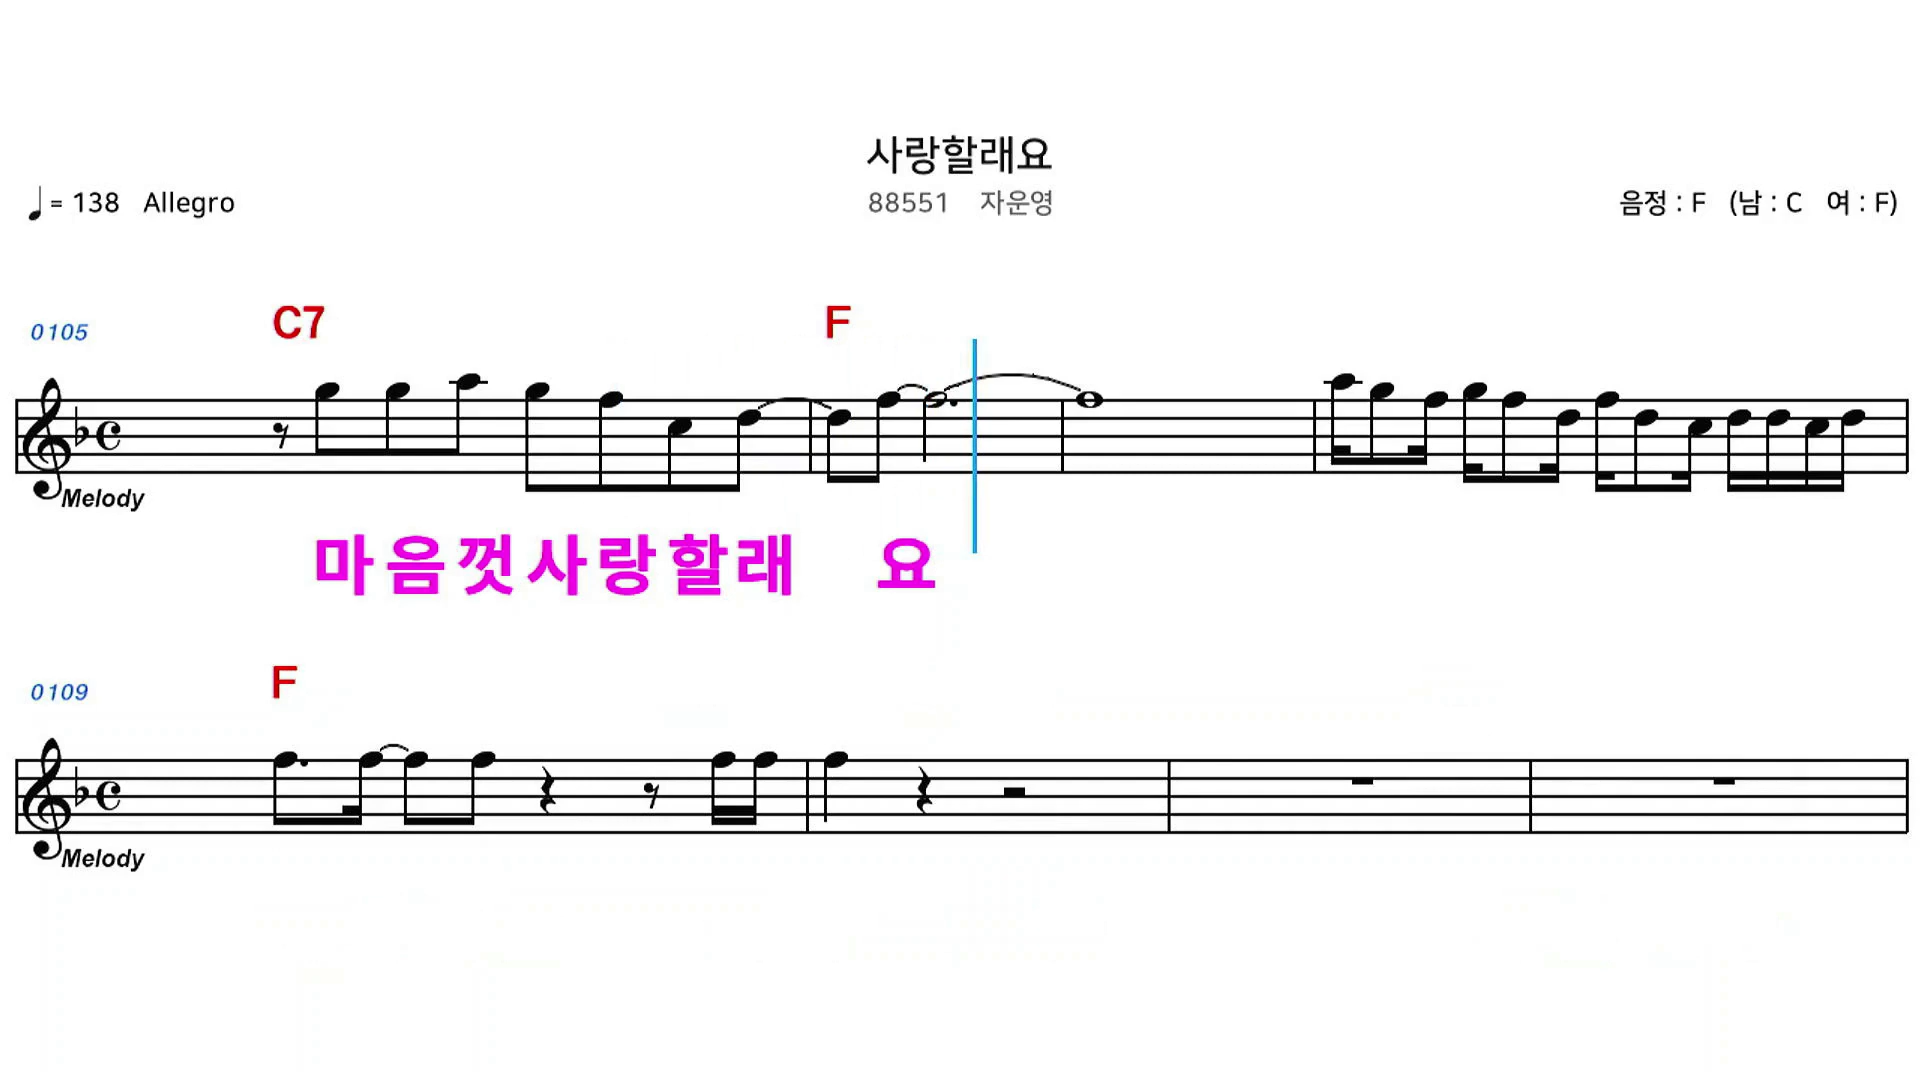 사랑할래요
= 138 Allegro
88551 자운영
음정 : F (남 : C 여 : F)
0105
C7 F
Melody
마음껏사랑할래 요
0109
F
Melody